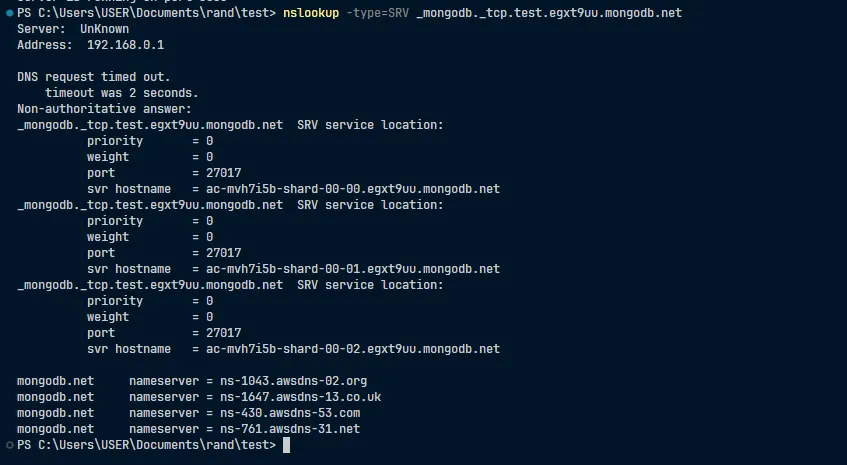 PS C:\Users\USER\Documents\rand\test> nslookup -type=SRV _mongodb._tcp.test.egxt9uu.mongodb.net
Server:  UnKnown
Address:  192.168.0.1
DNS request timed out.
    timeout was 2 seconds.
Non-authoritative answer:
_mongodb._tcp.test.egxt9uu.mongodb.net  SRV service location:
          priority       = 0
          weight         = 0
          port           = 27017
          svr hostname   = ac-mvh7i5b-shard-00-00.egxt9uu.mongodb.net
_mongodb._tcp.test.egxt9uu.mongodb.net  SRV service location:
          priority       = 0
          weight         = 0
          port           = 27017
          svr hostname   = ac-mvh7i5b-shard-00-01.egxt9uu.mongodb.net
_mongodb._tcp.test.egxt9uu.mongodb.net  SRV service location:
          priority       = 0
          weight         = 0
          port           = 27017
          svr hostname   = ac-mvh7i5b-shard-00-02.egxt9uu.mongodb.net
mongodb.net     nameserver = ns-1043.awsdns-02.org
mongodb.net     nameserver = ns-1647.awsdns-13.co.uk
mongodb.net     nameserver = ns-430.awsdns-53.com
mongodb.net     nameserver = ns-761.awsdns-31.net
PS C:\Users\USER\Documents\rand\test>